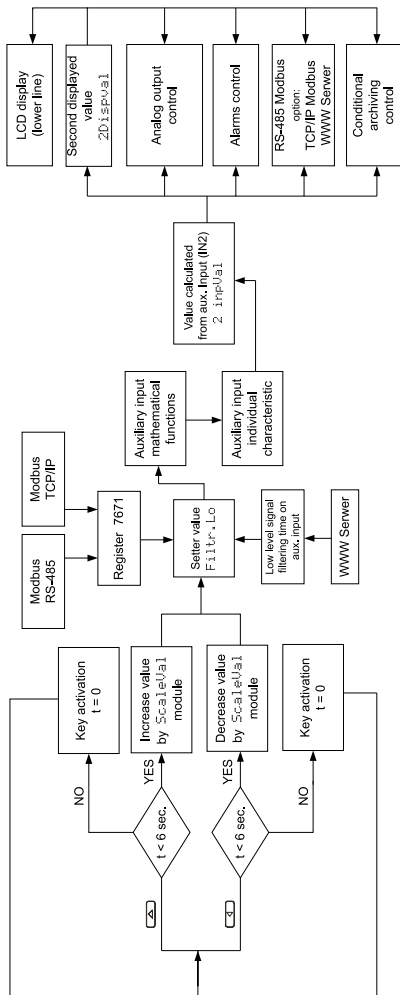 Key activation
t = 0
NO
t < 6 sec.
YES
Increase value
by ScaleVal
module
t < 6 sec.
YES
Decrease value
by ScaleVal
module
NO
Key activation
t = 0
Modbus
RS-485
Modbus
TCP/IP
Register 7671
Setter value
Filtr.Lo
Low level signal
filtering time on
aux. input
WWW Serwer
Auxiliary input
mathematical
functions
Auxiliary input
individual
characteristic
Value calculated
from aux. Input (IN2)
2 inpVal
LCD display
(lower line)
Second displayed
value
2DispVal
Analog output
control
Alarms control
RS-485 Modbus
option:
TCP/IP Modbus
WWW Serwer
Conditional
archiving
control